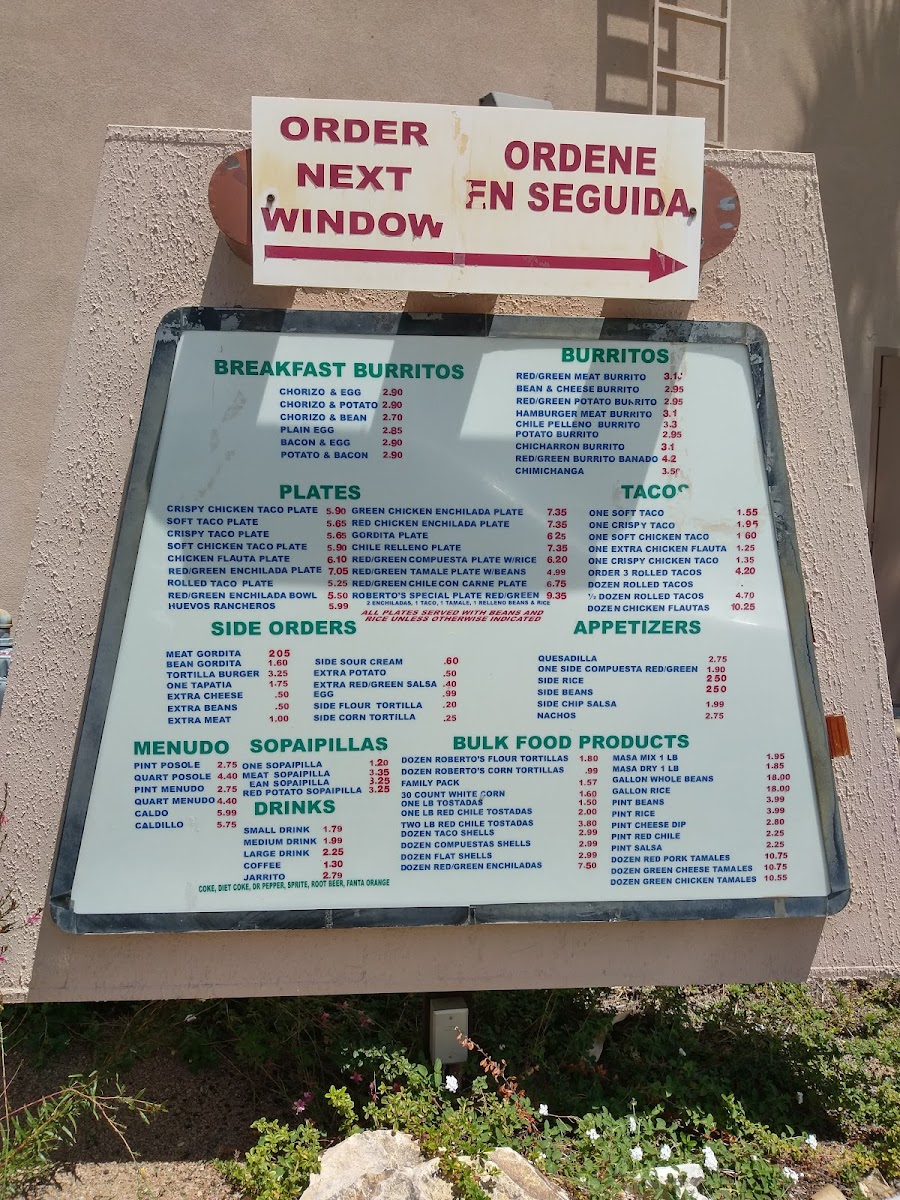 ORDER
NEXT
WINDOW
ORDENE
EN SEGUIDA
BREAKFAST BURRITOS
CHORIZO & EGG 2.90
CHORIZO & POTATO 2.90
CHORIZO & BEAN 2.70
PLAIN EGG 2.85
BACON & EGG 2.90
POTATO & BACON 2.90
BURRITOS
RED/GREEN MEAT BURRITO
BEAN & CHEESE BURRITO 2.95
RED/GREEN POTATO BURRITO 2.95
HAMBURGER MEAT BURRITO 3.1
CHILE PELLENO BURRITO 3.3
POTATO BURRITO 2.95
CHICHARRON BURRITO 3.1
RED/GREEN BURRITO BANADO 4.2
CHIMICHANGA
PLATES
CRISPY CHICKEN TACO PLATE 5.90
SOFT TACO PLATE 5.65
CRISPY TACO PLATE 5.65
SOFT CHICKEN TACO PLATE 5.90
CHICKEN FLAUTA PLATE 6.10
RED/GREEN ENCHILADA PLATE 7.05
ROLLED TACO PLATE 5.25
RED/GREEN ENCHILADA BOWL 5.50
HUEVOS RANCHEROS 5.99
GREEN CHICKEN ENCHILADA PLATE 7.35
RED CHICKEN ENCHILADA PLATE 7.35
GORDITA PLATE 6 25
CHILE RELLENO PLATE 7.35
RED/GREEN COMPUESTA PLATE W/RICE 6.20
RED/GREEN TAMALE PLATE W/BEANS 4.99
RED/GREEN CHILE CON CARNE PLATE 6.75
ROBERTO'S SPECIAL PLATE RED/GREEN 9.35
2 ENCHILADAS, 1 TACO, 1 TAMALE, 1 RELLENO BEANS & RICE
ALL PLATES SERVED WITH BEANS AND
RICE UNLESS OTHERWISE INDICATED
TACOS
ONE SOFT TACO 1.55
ONE CRISPY TACO 1.95
ONE SOFT CHICKEN TACO 1 60
ONE EXTRA CHICKEN FLAUTA 1.25
ONE CRISPY CHICKEN TACO 1.35
ORDER 3 ROLLED TACOS 4.20
DOZEN ROLLED TACOS
½ DOZEN ROLLED TACOS 4.70
DOZEN CHICKEN FLAUTAS 10.25
SIDE ORDERS
MEAT GORDITA 2 05
BEAN GORDITA 1.60
TORTILLA BURGER 3.25
ONE TAPATIA 1.75
EXTRA CHEESE .50
EXTRA BEANS .50
EXTRA MEAT 1.00
SIDE SOUR CREAM .60
EXTRA POTATO .50
EXTRA RED/GREEN SALSA .40
EGG .99
SIDE FLOUR TORTILLA .20
SIDE CORN TORTILLA .25
APPETIZERS
QUESADILLA 2.75
ONE SIDE COMPUESTA RED/GREEN 1.90
SIDE RICE 2 50
SIDE BEANS 2 50
SIDE CHIP SALSA 1.99
NACHOS 2.75
MENUDO
PINT POSOLE 2.75
QUART POSOLE 4.40
PINT MENUDO 2.75
QUART MENUDO 4.40
CALDO 5.99
CALDILLO 5.75
SOPAIPILLAS
ONE SOPAIPILLA 1.20
MEAT SOPAIPILLA 3.35
EAN SOPAIPILLA 3.25
RED POTATO SOPAIPILLA 3.25
DRINKS
SMALL DRINK 1.79
MEDIUM DRINK 1.99
LARGE DRINK 2.25
COFFEE 1.30
JARRITO 2.79
COKE, DIET COKE, DR PEPPER, SPRITE, ROOT BEER, FANTA ORANGE
BULK FOOD PRODUCTS
DOZEN ROBERTO'S FLOUR TORTILLAS 1.80
DOZEN ROBERTO'S CORN TORTILLAS .99
FAMILY PACK 1.57
30 COUNT WHITE CORN 1.60
ONE LB TOSTADAS 1.50
ONE LB RED CHILE TOSTADAS 2.00
TWO LB RED CHILE TOSTADAS 3.80
DOZEN TACO SHELLS 2.99
DOZEN COMPUESTAS SHELLS 2.99
DOZEN FLAT SHELLS 2.99
DOZEN RED/GREEN ENCHILADAS 7.50
MASA MIX 1 LB 1.95
MASA DRY 1 LB 1.85
GALLON WHOLE BEANS 18.00
GALLON RICE 18.00
PINT BEANS 3.99
PINT RICE 3.99
PINT CHEESE DIP 2.80
PINT RED CHILE 2.25
PINT SALSA 2.25
DOZEN RED PORK TAMALES 10.75
DOZEN GREEN CHEESE TAMALES 10.75
DOZEN GREEN CHICKEN TAMALES 10.55